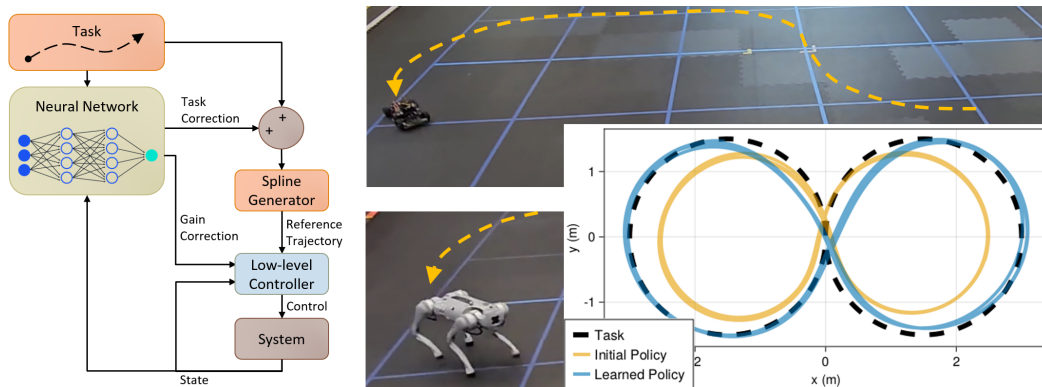 Task
Neural Network
Task
Correction
+
+
Spline
Generator
Gain
Correction
Reference
Trajectory
Low-level
Controller
Control
System
State
1
0
-1
y (m)
2
0
2
x (m)
Task
Initial Policy
Learned Policy